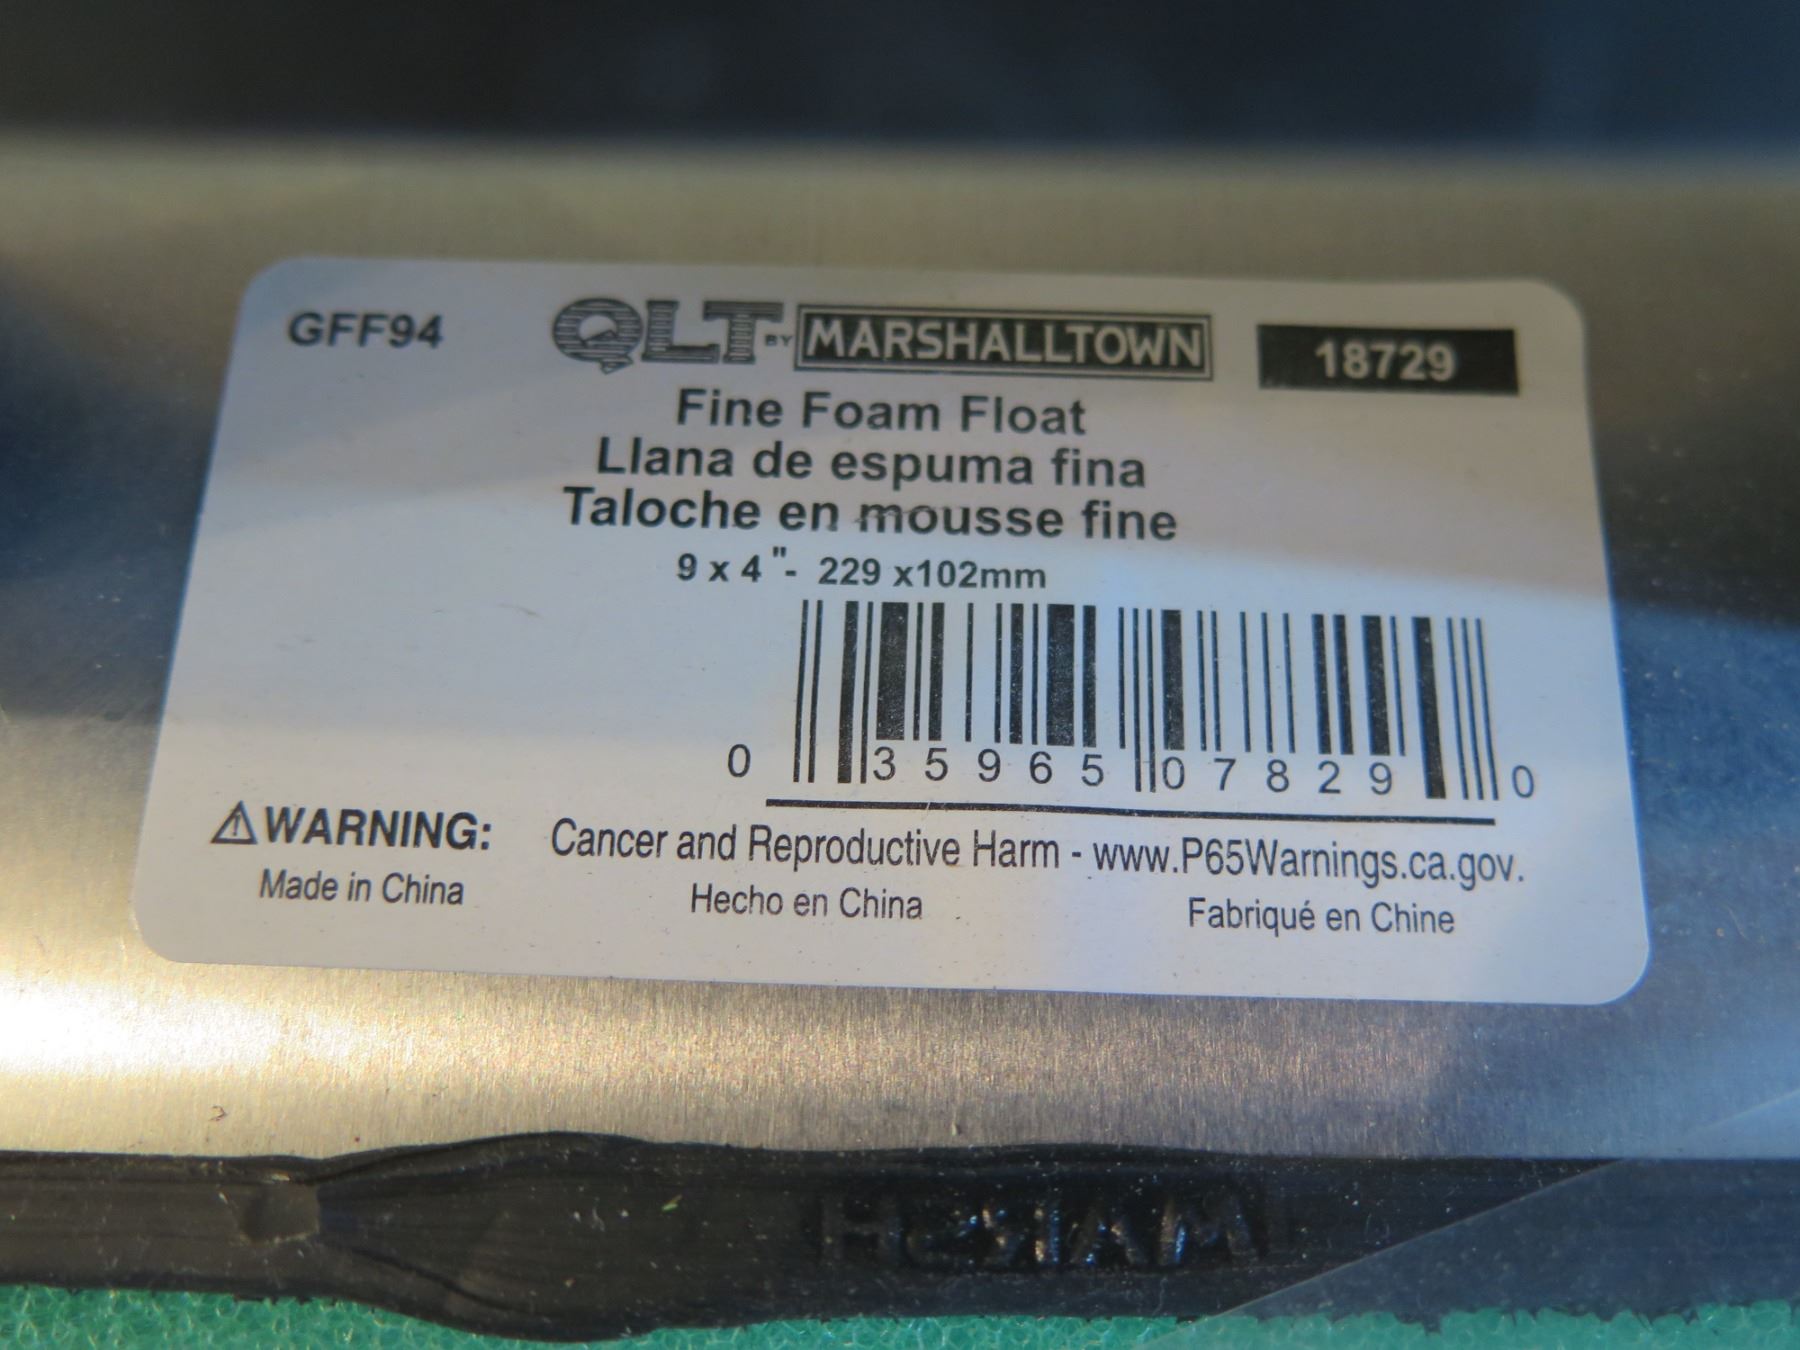 GFF94 QLT BY MARSHALLTOWN 18729
Fine Foam Float
Llana de espuma fina
Taloche en mousse fine
9 x 4"- 229 x102mm
0 35965 07829 0
WARNING: Cancer and Reproductive Harm - www.P65Warnings.ca.gov.
Made in China Hecho en China Fabriqué en Chine
MARSH